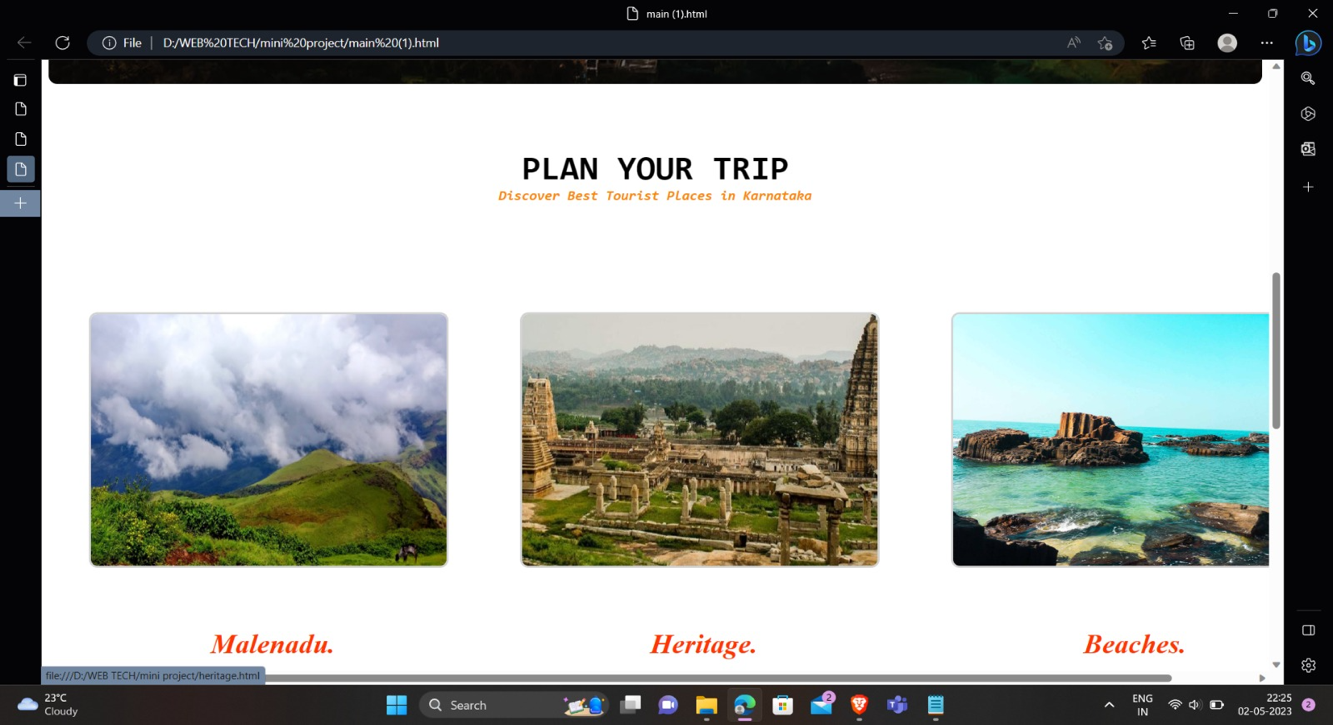 main (1).html
File | D:/WEB%20TECH/mini%20project/main%20(1).html
PLAN YOUR TRIP
Discover Best Tourist Places in Karnataka
Malenadu.
Heritage.
Beaches.
file:///D:/WEB TECH/mini project/heritage.html
23°C
Cloudy
Search
2
ENG
IN
22:25
02-05-2023
2